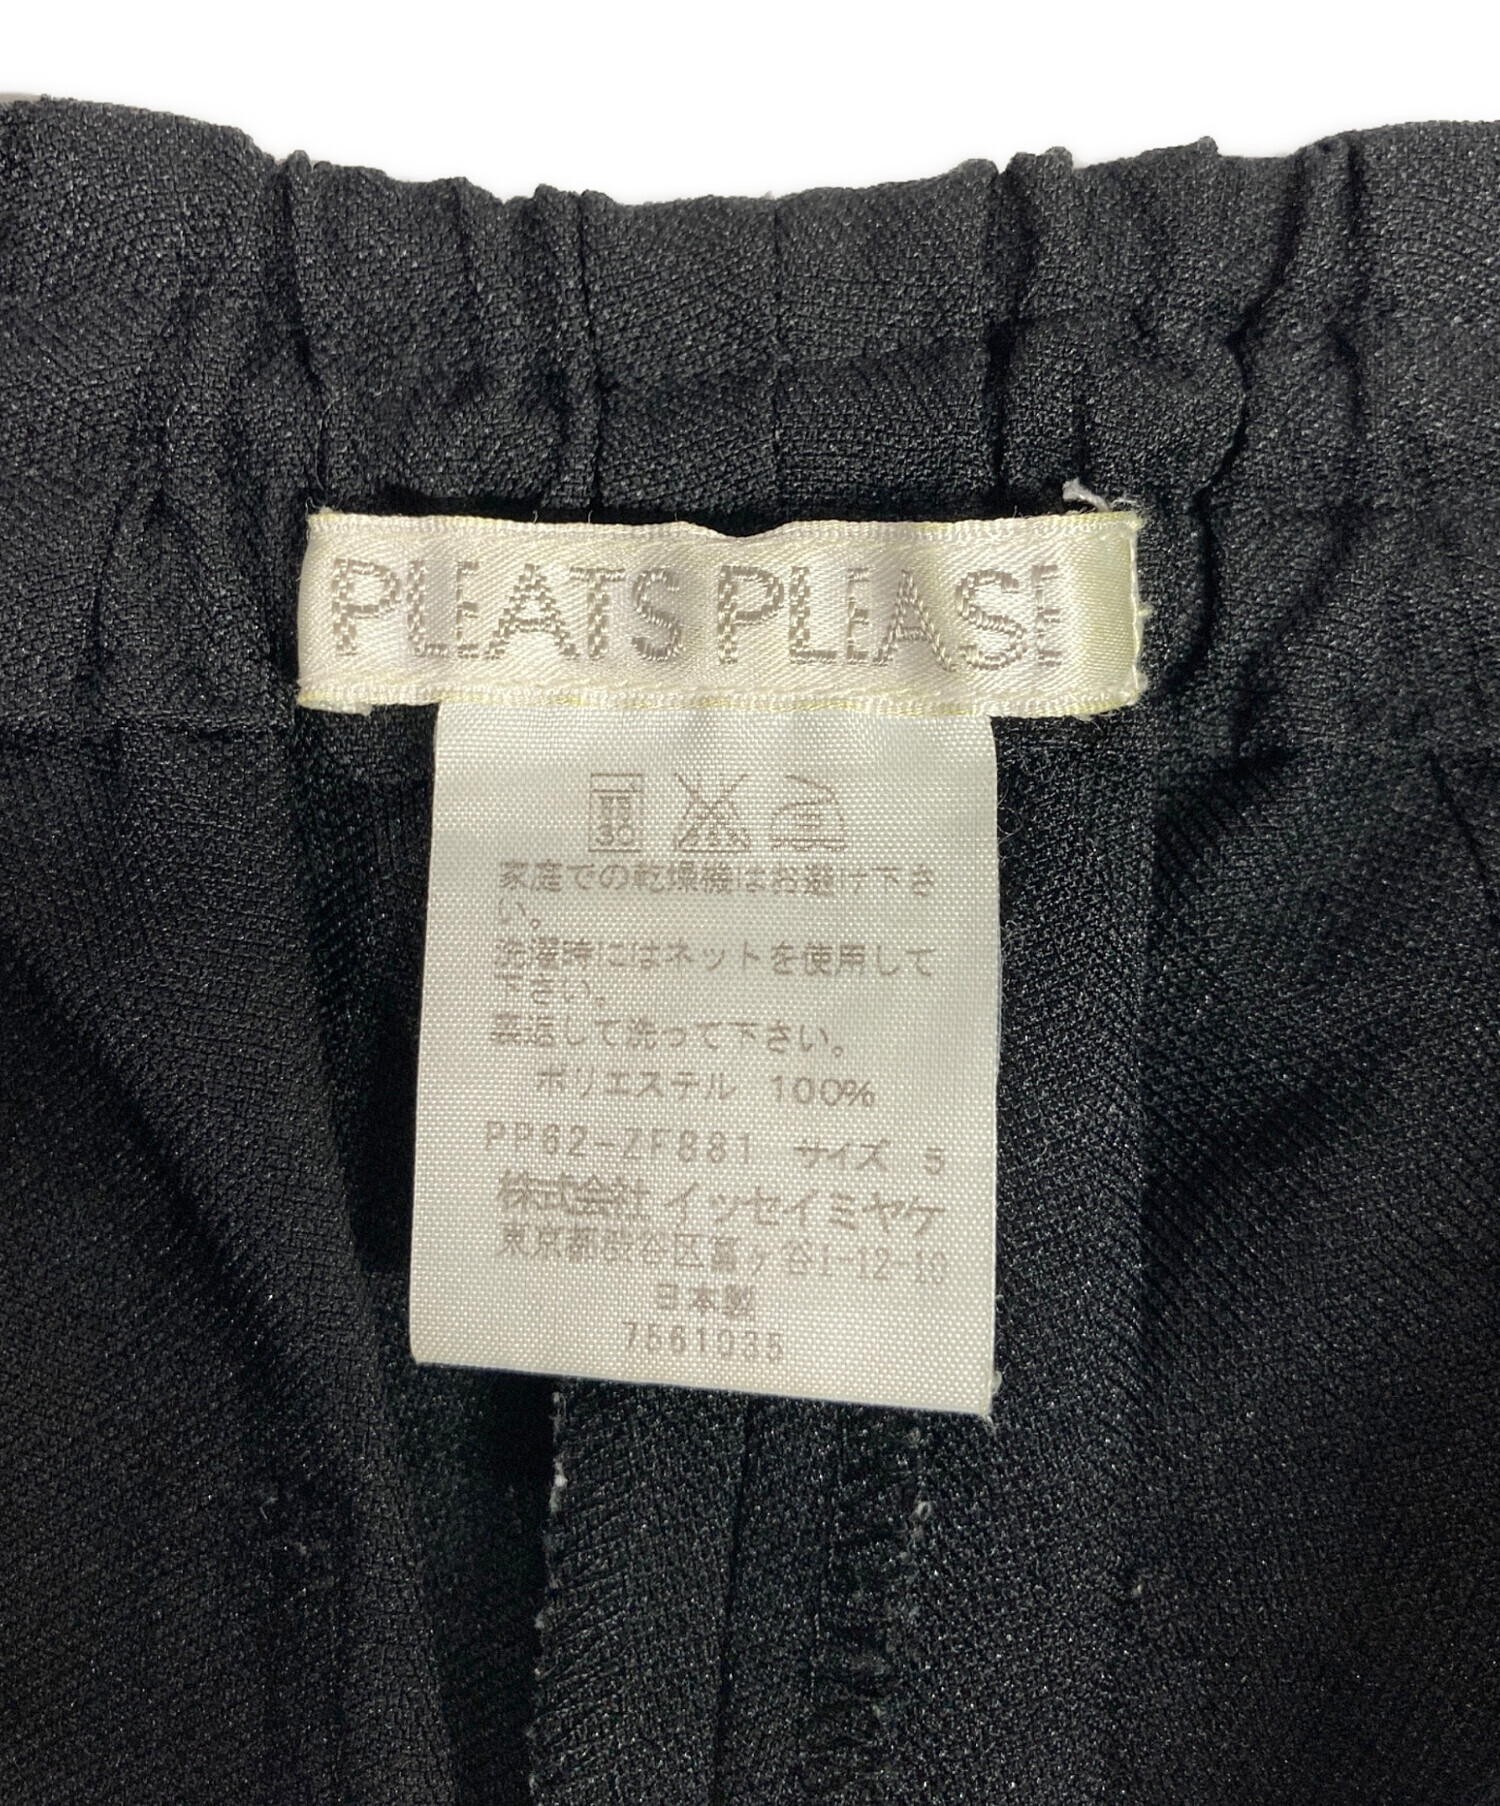 PLEATS PLEASE
30
家庭での乾燥機はお避け下さ
い。
洗濯時にはネットを使用して
下さい。
裏返して洗って下さい。
ポリエステル 100%
PP62-ZF881 サイズ 5
株式会社イッセイミヤケ
東京都渋谷区富ヶ谷1-12-10
日本製
7561035